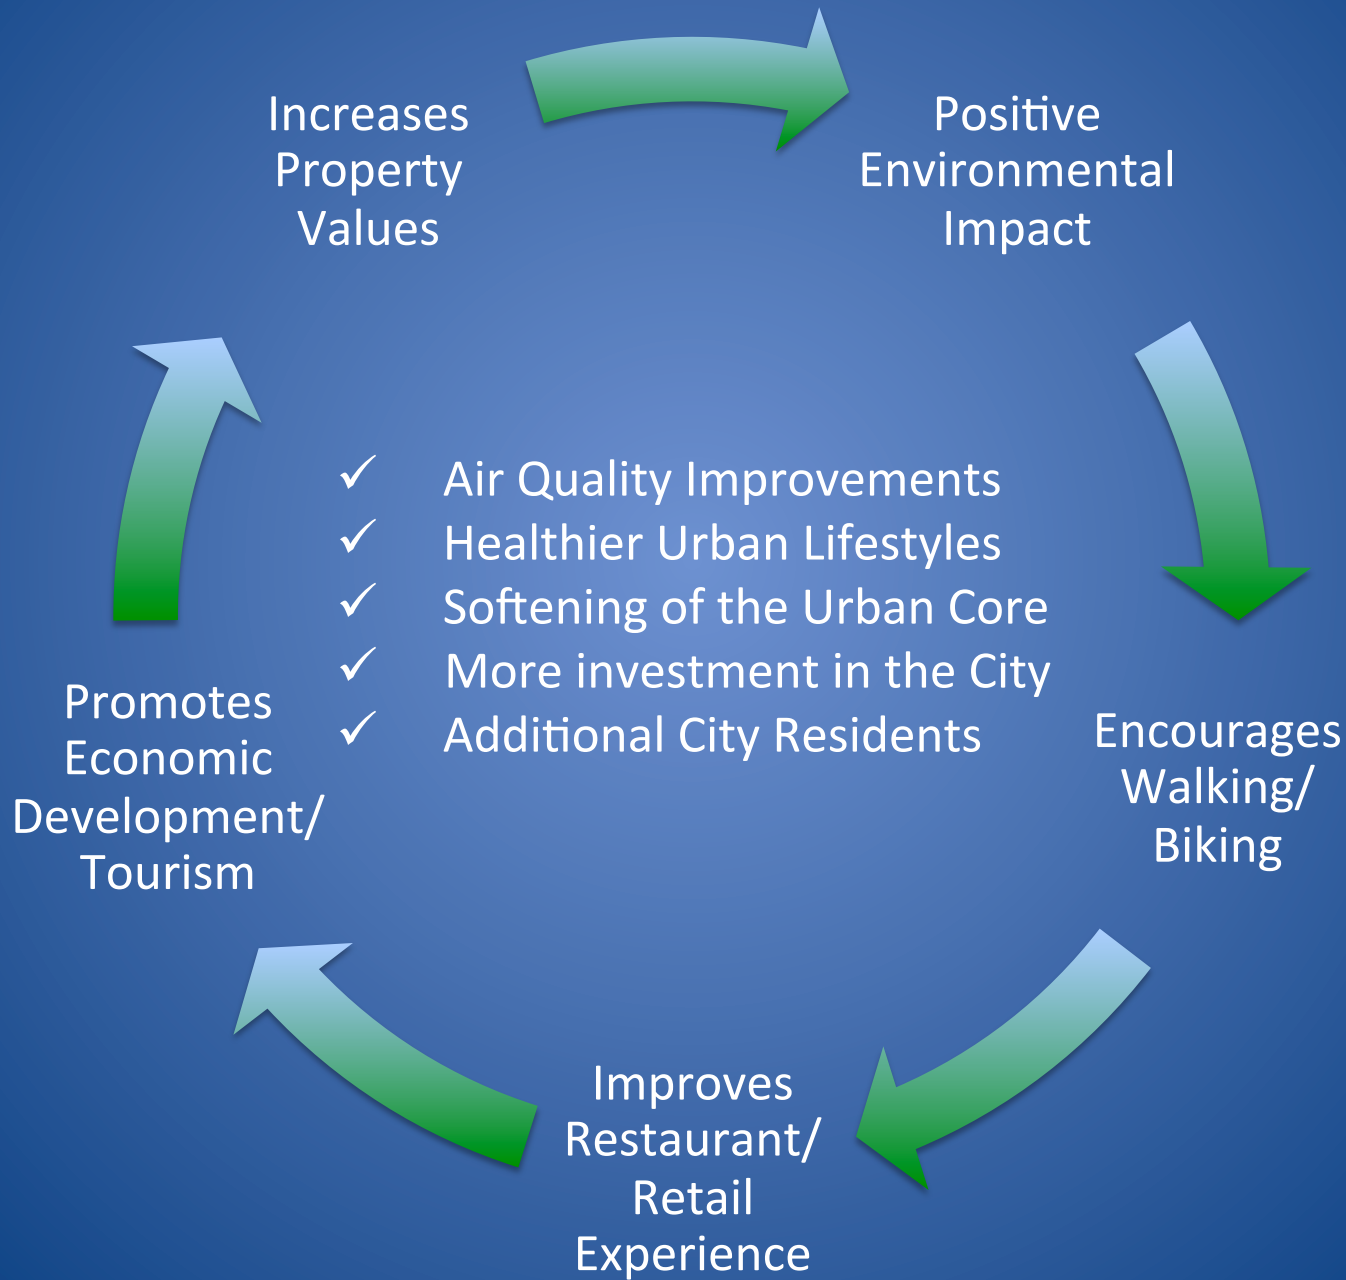 Increases
Property
Values
Positive
Environmental
Impact
✓ Air Quality Improvements
✓ Healthier Urban Lifestyles
✓ Softening of the Urban Core
✓ More investment in the City
✓ Additional City Residents
Encourages
Walking/
Biking
Improves
Restaurant/
Retail
Experience
Promotes
Economic
Development/
Tourism